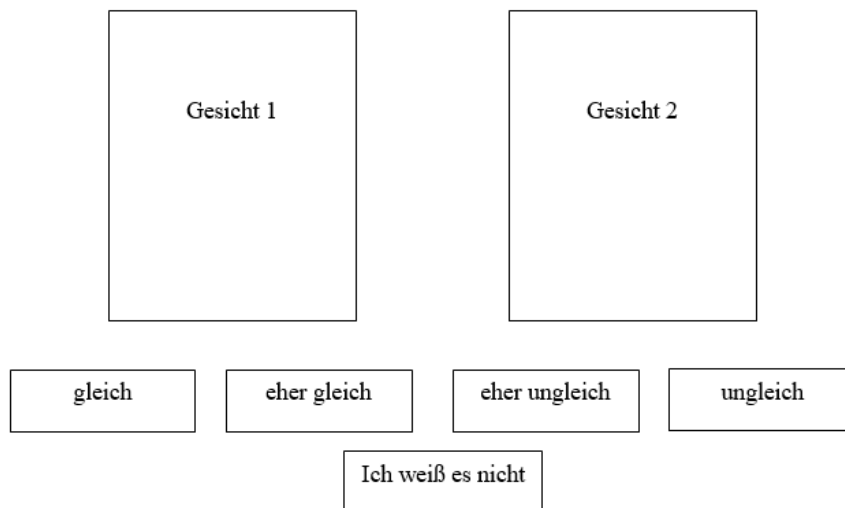 Gesicht 1
Gesicht 2
gleich
eher gleich
eher ungleich
ungleich
Ich weiß es nicht